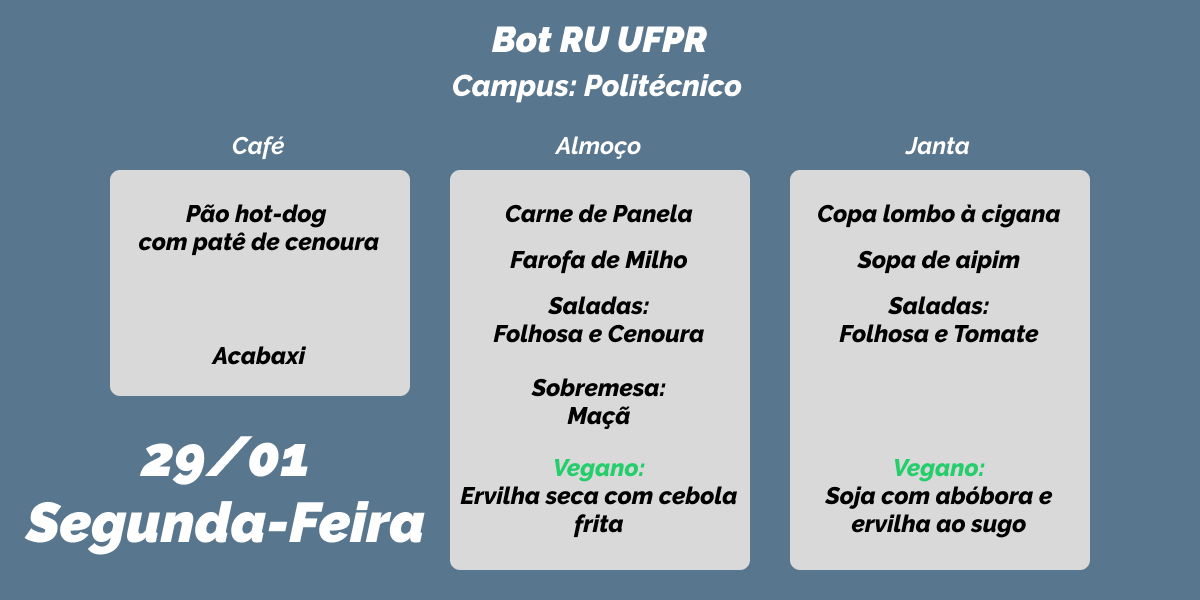 Bot RU UFPR
Campus: Politécnico
Café
Pão hot-dog
com patê de cenoura
Acabaxi
29/01
Segunda-Feira
Almoço
Carne de Panela
Farofa de Milho
Saladas:
Folhosa e Cenoura
Sobremesa:
Maçã
Vegano:
Ervilha seca com cebola
frita
Janta
Copa lombo à cigana
Sopa de aipim
Saladas:
Folhosa e Tomate
Vegano:
Soja com abóbora e
ervilha ao sugo